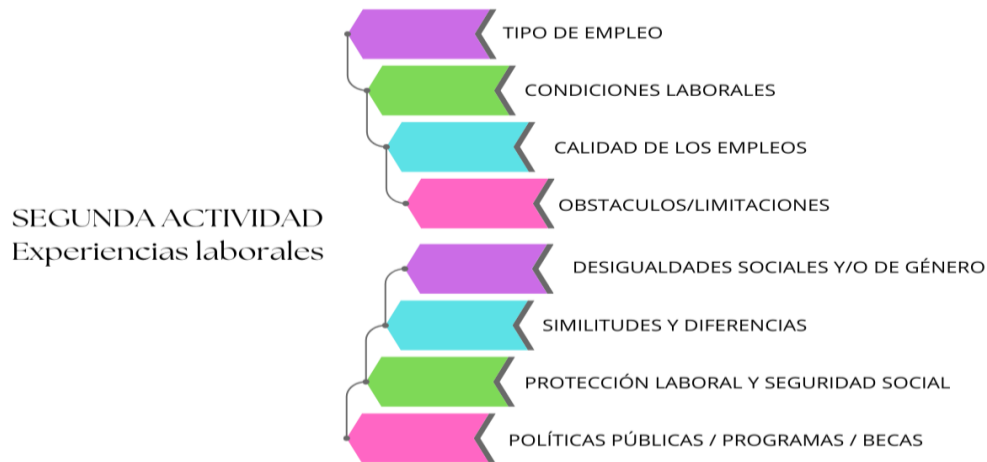 SEGUNDA ACTIVIDAD
Experiencias laborales
TIPO DE EMPLEO
CONDICIONES LABORALES
CALIDAD DE LOS EMPLEOS
OBSTACULOS/LIMITACIONES
DESIGUALDADES SOCIALES Y/O DE GÉNERO
SIMILITUDES Y DIFERENCIAS
PROTECCIÓN LABORAL Y SEGURIDAD SOCIAL
POLÍTICAS PÚBLICAS / PROGRAMAS / BECAS